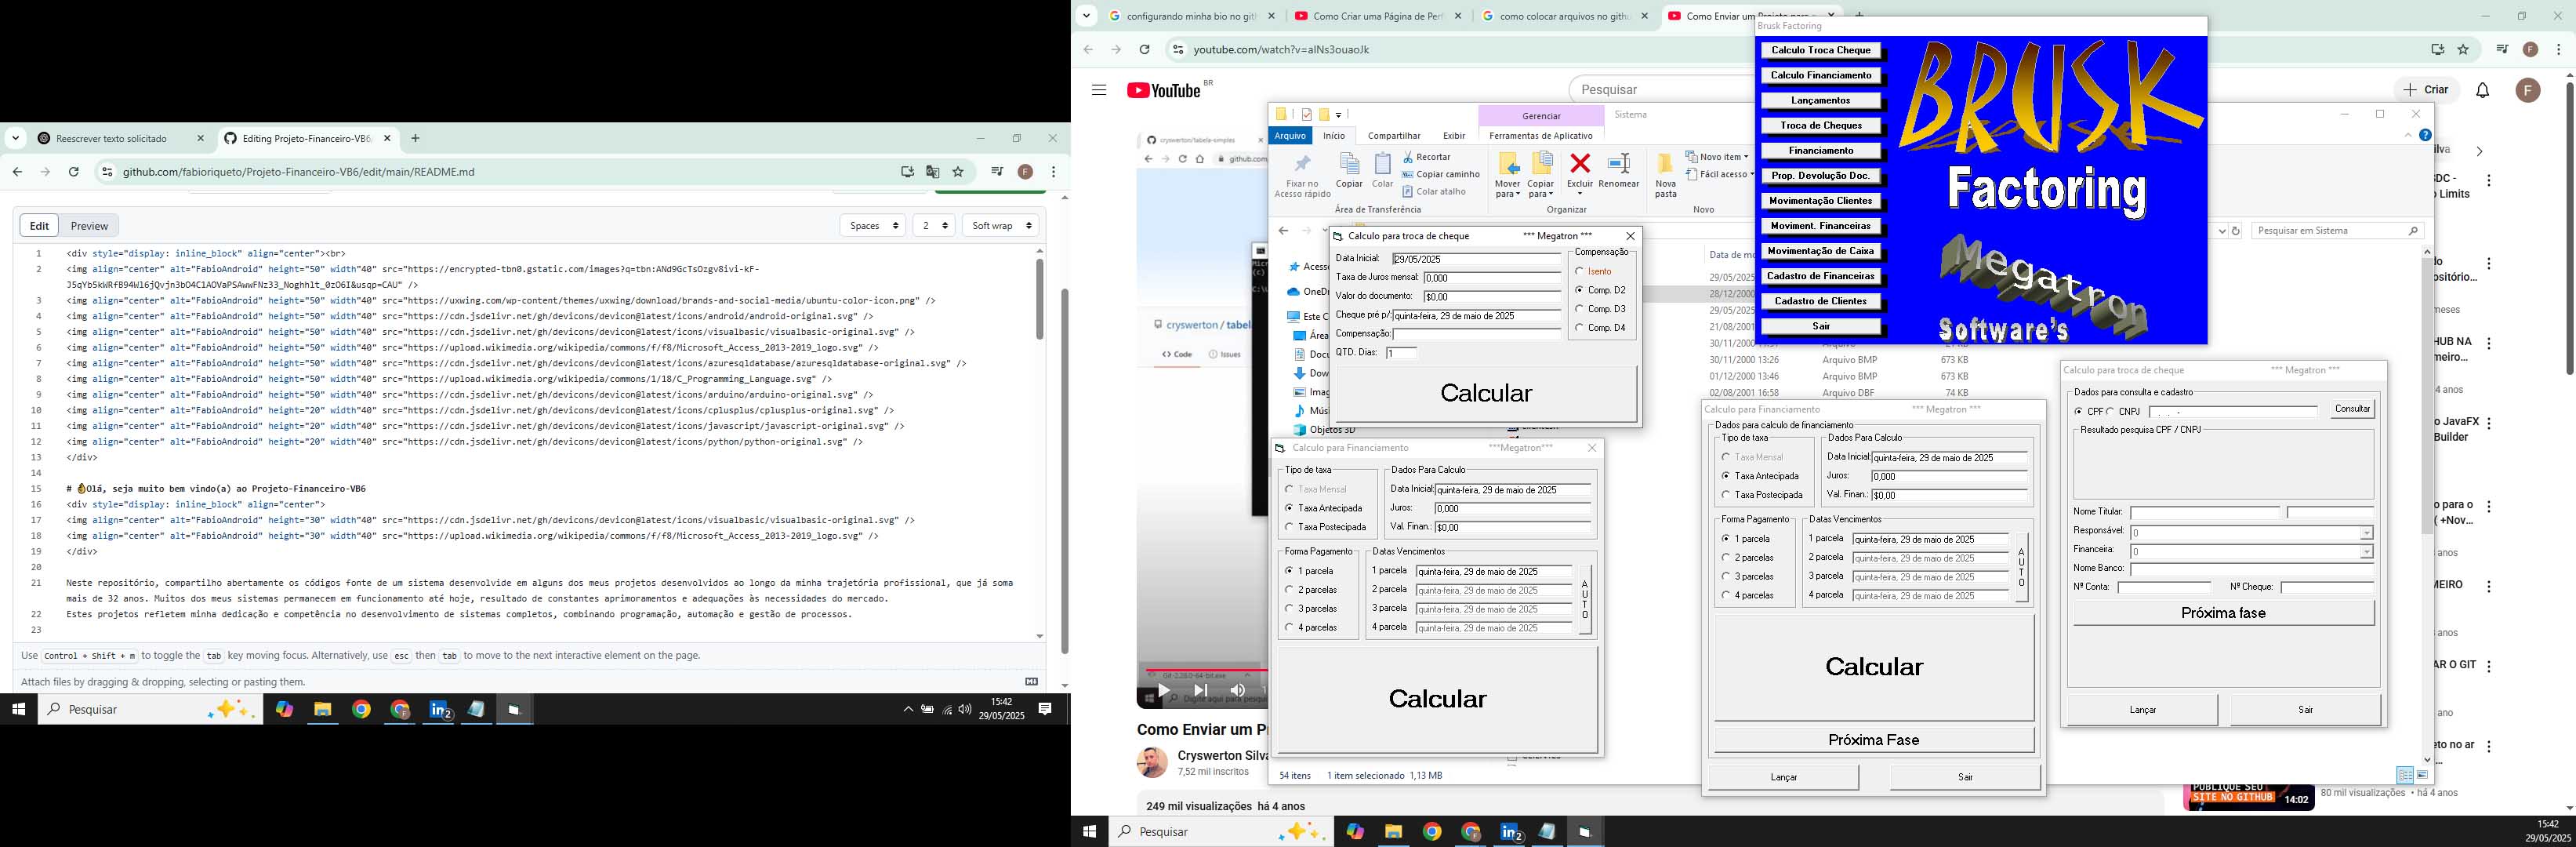 Reescrever texto solicitado
Editing Projeto-Financeiro-VB6
github.com/fabioriqueto/Projeto-Financeiro-VB6/edit/main/README.md
Edit
Preview
Spaces
2
Soft wrap
1 <div style="display: inline_block" align="center"><br>
2 <img align="center" alt="FabioAndroid" height="50" width"40" src="https://encrypted-tbn0.gstatic.com/images?q=tbn:ANd9GcTsOzgv8ivi-kF-
3 <img align="center" alt="FabioAndroid" height="50" width"40" src="https://uxwing.com/wp-content/themes/uxwing/download/brands-and-social-media/ubuntu-color-icon.png" />
4 <img align="center" alt="FabioAndroid" height="50" width"40" src="https://cdn.jsdelivr.net/gh/devicons/devicon@latest/icons/android/android-original.svg" />
5 <img align="center" alt="FabioAndroid" height="50" width"40" src="https://cdn.jsdelivr.net/gh/devicons/devicon@latest/icons/visualbasic/visualbasic-original.svg" />
6 <img align="center" alt="FabioAndroid" height="50" width"40" src="https://upload.wikimedia.org/wikipedia/commons/f/f8/Microsoft_Access_2013-2019_logo.svg" />
7 <img align="center" alt="FabioAndroid" height="50" width"40" src="https://cdn.jsdelivr.net/gh/devicons/devicon@latest/icons/azuresqldatabase/azuresqldatabase-original.svg" />
8 <img align="center" alt="FabioAndroid" height="50" width"40" src="https://upload.wikimedia.org/wikipedia/commons/1/18/C_Programming_Language.svg" />
9 <img align="center" alt="FabioAndroid" height="50" width"40" src="https://cdn.jsdelivr.net/gh/devicons/devicon@latest/icons/arduino/arduino-original.svg" />
10 <img align="center" alt="FabioAndroid" height="20" width"40" src="https://cdn.jsdelivr.net/gh/devicons/devicon@latest/icons/cplusplus/cplusplus-original.svg" />
11 <img align="center" alt="FabioAndroid" height="20" width"40" src="https://cdn.jsdelivr.net/gh/devicons/devicon@latest/icons/javascript/javascript-original.svg" />
12 <img align="center" alt="FabioAndroid" height="20" width"40" src="https://cdn.jsdelivr.net/gh/devicons/devicon@latest/icons/python/python-original.svg" />
13 </div>
14
15 # 👌Olá, seja muito bem vindo(a) ao Projeto-Financeiro-VB6
16 <div style="display: inline_block" align="center">
17 <img align="center" alt="FabioAndroid" height="30" width"40" src="https://cdn.jsdelivr.net/gh/devicons/devicon@latest/icons/visualbasic/visualbasic-original.svg" />
18 <img align="center" alt="FabioAndroid" height="30" width"40" src="https://upload.wikimedia.org/wikipedia/commons/f/f8/Microsoft_Access_2013-2019_logo.svg" />
19 </div>
20
21 Neste repositório, compartilho abertamente os códigos fonte de um sistema desenvolvide em alguns dos meus projetos desenvolvidos ao longo da minha trajetória profissional, que já soma
mais de 32 anos. Muitos dos meus sistemas permanecem em funcionamento até hoje, resultado de constantes aprimoramentos e adequações às necessidades do mercado.
22 Estes projetos refletem minha dedicação e competência no desenvolvimento de sistemas completos, combinando programação, automação e gestão de processos.
23
Use Control + Shift + m to toggle the tab key moving focus. Alternatively, use esc then tab to move to the next interactive element on the page.
Attach files by dragging & dropping, selecting or pasting them.
Pesquisar
15:42
29/05/2025
configurando minha bio no git
Como Criar uma Página de Per
como colocar arquivos no githu
Como Enviar um
youtube.com/watch?v=alNs3ouaoJk
YouTube BR
Pesquisar
Criar
cryswerton/tabela-simples
github.com
cryswerton / tabel
Code
Issues
Gerenciar
Sistema
Arquivo
Início
Compartilhar
Exibir
Ferramentas de Aplicativo
Fixar no Acesso rápido
Copiar
Colar
Recortar
Copiar caminho
Colar atalho
Área de Transferência
Mover para
Copiar para
Excluir
Renomear
Organizar
Nova pasta
Novo item
Fácil acesso
Novo
Pesquisar em Sistema
Data de mo
29/05/2025
28/12/2000
29/05/2025
21/08/2001
30/11/2000 13:26 Arquivo BMP 673 KB
01/12/2000 13:46 Arquivo BMP 673 KB
02/08/2001 16:58 Arquivo DBF 74 KB
Este C
Objetos 3D
54 itens
1 item selecionado 1,13 MB
Calculo para troca de cheque
*** Megatron ***
Data Inicial: 29/05/2025
Taxa de Juros mensal: 0,000
Valor do documento: $0,00
Cheque pré p/: quinta-feira, 29 de maio de 2025
Compensação:
QTD. Dias: 1
Compensação
Isento
Comp. D2
Comp. D3
Comp. D4
Calcular
Calculo para Financiamento
***Megatron***
Tipo de taxa
Taxa Mensal
Taxa Antecipada
Taxa Postecipada
Dados Para Calculo
Data Inicial: quinta-feira, 29 de maio de 2025
Juros: 0,000
Val. Finan.: $0,00
Forma Pagamento
1 parcela
2 parcelas
3 parcelas
4 parcelas
Datas Vencimentos
1 parcela quinta-feira, 29 de maio de 2025
2 parcela quinta-feira, 29 de maio de 2025
3 parcela quinta-feira, 29 de maio de 2025
4 parcela quinta-feira, 29 de maio de 2025
AUTO
Calcular
Brusk Factoring
Calculo Troca Cheque
Calculo Financiamento
Lançamentos
Troca de Cheques
Financiamento
Prop. Devolução Doc.
Movimentação Clientes
Moviment. Financeiras
Movimentação de Caixa
Cadastro de Financeiras
Cadastro de Clientes
Sair
BRUSK
Factoring
Megatron
Software's
Calculo para Financiamento
*** Megatron ***
Dados para calculo de financiamento
Tipo de taxa
Taxa Mensal
Taxa Antecipada
Taxa Postecipada
Dados Para Calculo
Data Inicial: quinta-feira, 29 de maio de 2025
Juros: 0,000
Val. Finan.: $0,00
Forma Pagamento
1 parcela
2 parcelas
3 parcelas
4 parcelas
Datas Vencimentos
1 parcela quinta-feira, 29 de maio de 2025
2 parcela quinta-feira, 29 de maio de 2025
3 parcela quinta-feira, 29 de maio de 2025
4 parcela quinta-feira, 29 de maio de 2025
AUTO
Calcular
Próxima Fase
Lançar
Sair
Calculo para troca de cheque
*** Megatron ***
Dados para consulta e cadastro
CPF
CNPJ
Consultar
Resultado pesquisa CPF / CNPJ
Nome Titular:
Responsável: 0
Financeira: 0
Nome Banco:
Nº Conta:
Nº Cheque:
Próxima fase
Lançar
Sair
Como Enviar um P
Cryswerton Silva
7,52 mil inscritos
249 mil visualizações há 4 anos
PUBLIQUE SEU
SITE NO GITHUB
14:02
80 mil visualizações • há 4 anos
Pesquisar
15:42
29/05/2025